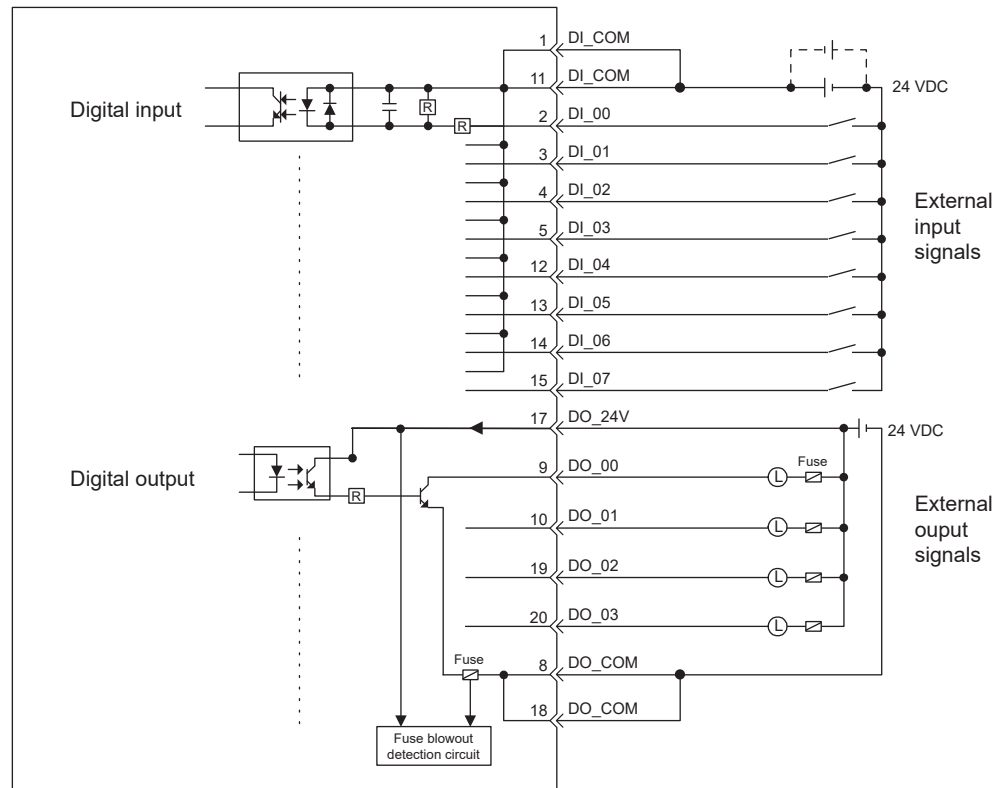 1 DI_COM
11 DI_COM
24 VDC
Digital input
R
R
2 DI_00
3 DI_01
4 DI_02
5 DI_03
12 DI_04
13 DI_05
14 DI_06
15 DI_07
External
input
signals
17 DO_24V
24 VDC
Digital output
R
9 DO_00
L
Fuse
10 DO_01
L
19 DO_02
L
20 DO_03
L
External
ouput
signals
Fuse
8 DO_COM
18 DO_COM
Fuse blowout
detection circuit